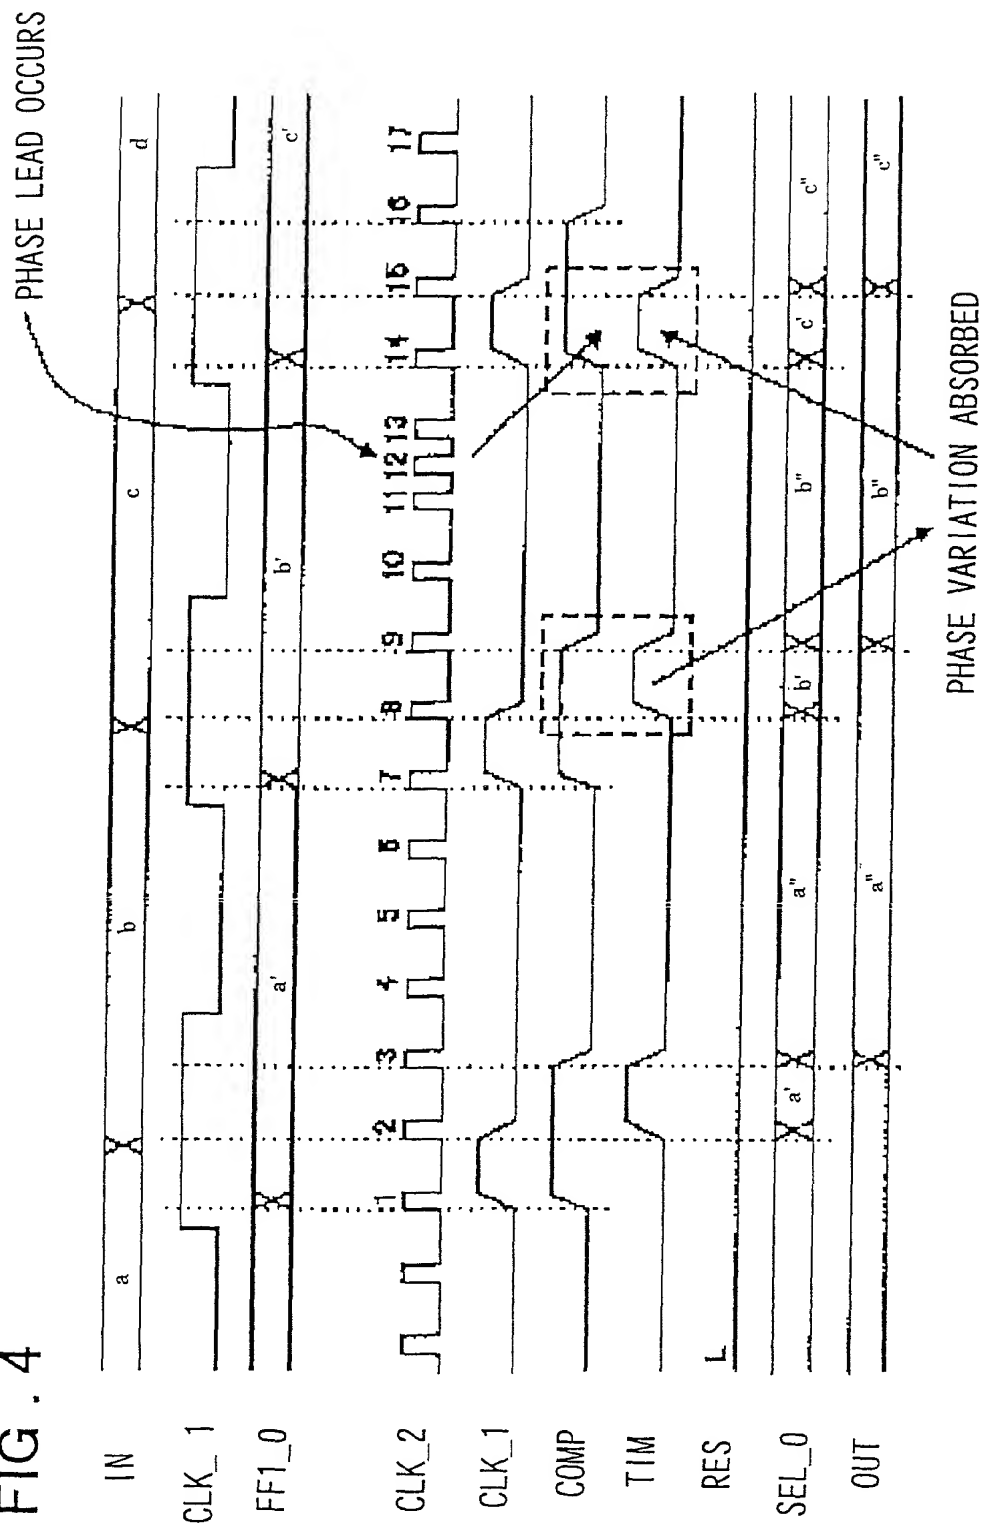 FIG. 4
PHASE LEAD OCCURS
IN a b c d
CLK_1
FF1_0 a' b' c'
CLK_2 1 2 3 4 5 6 7 8 9 10 11 12 13 14 15 16 17
CLK_1
COMP
TIM
RES L
SEL_0 a' a" b' b" c' c"
OUT a" b" c"
PHASE VARIATION ABSORBED